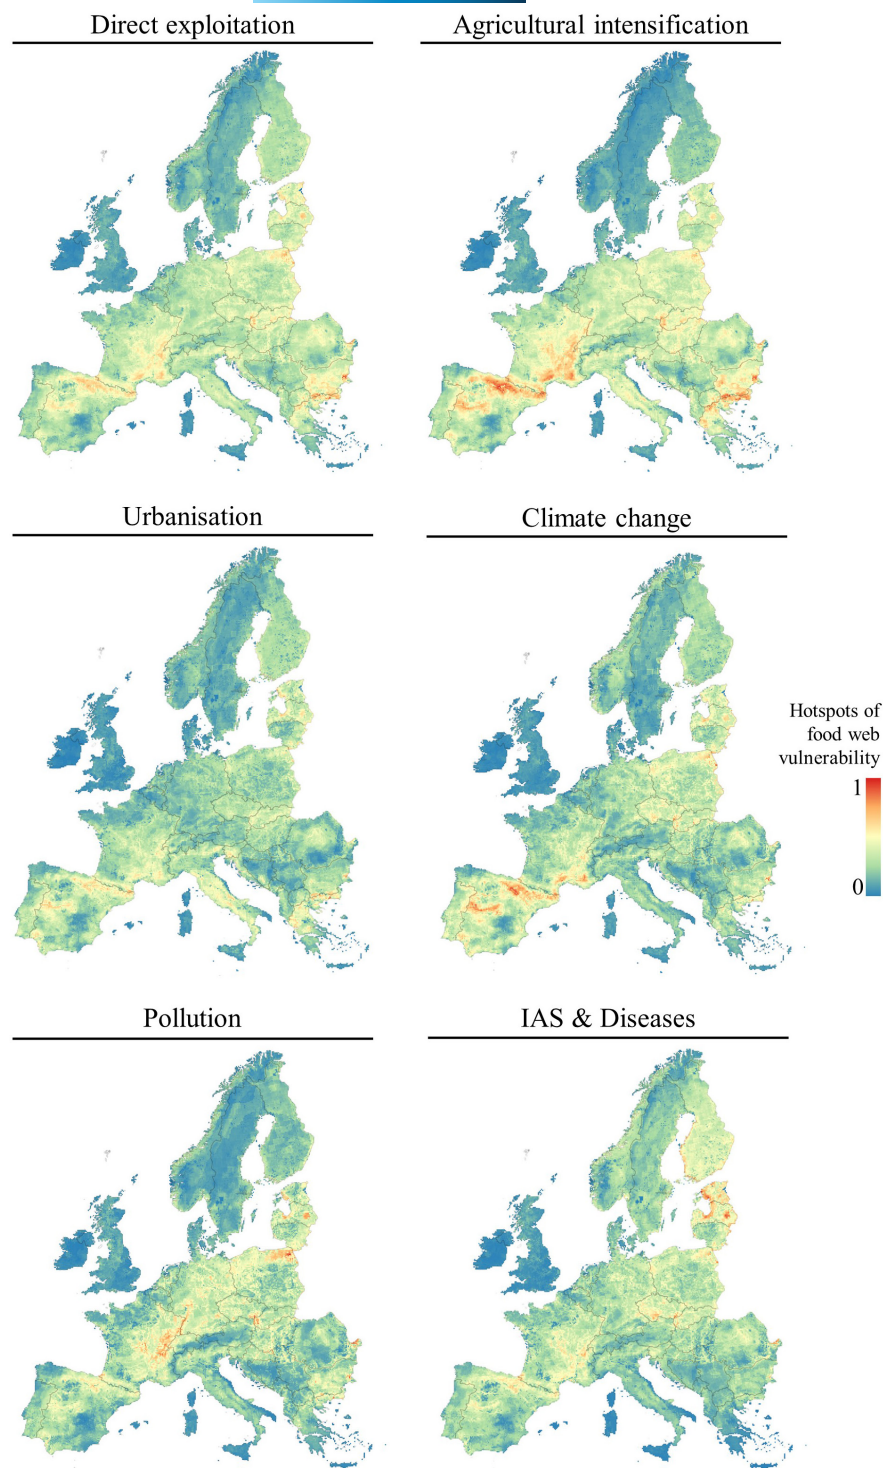 Direct exploitation
Agricultural intensification
Urbanisation
Climate change
Hotspots of
food web
vulnerability
1
0
Pollution
IAS & Diseases